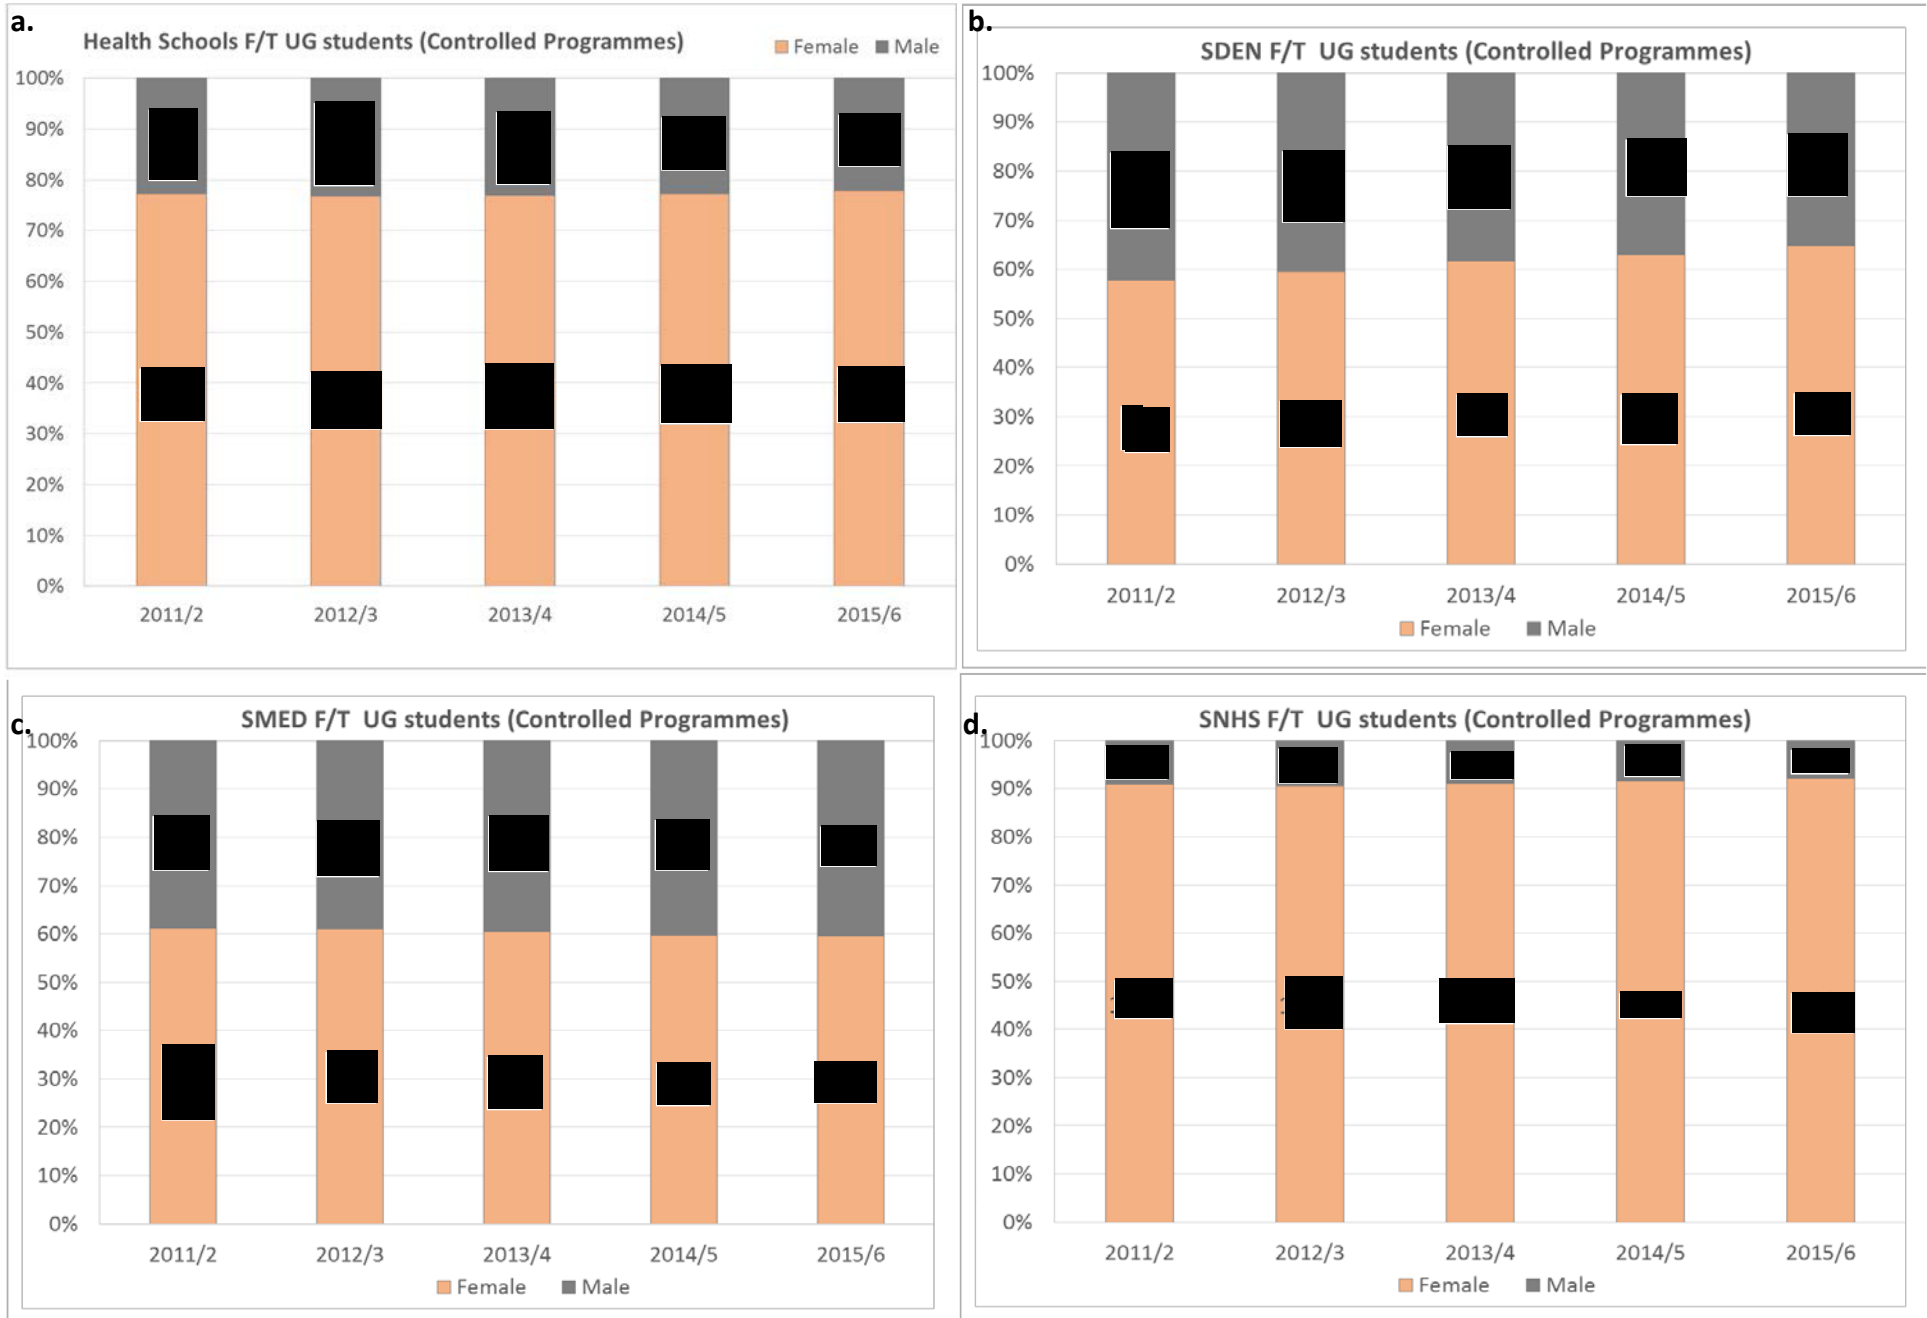 a.
Health Schools F/T UG students (Controlled Programmes)
Female Male
100%
90%
80%
70%
60%
50%
40%
30%
20%
10%
0%
2011/2 2012/3 2013/4 2014/5 2015/6
b.
SDEN F/T UG students (Controlled Programmes)
100%
90%
80%
70%
60%
50%
40%
30%
20%
10%
0%
2011/2 2012/3 2013/4 2014/5 2015/6
Female Male
c.
SMED F/T UG students (Controlled Programmes)
100%
90%
80%
70%
60%
50%
40%
30%
20%
10%
0%
2011/2 2012/3 2013/4 2014/5 2015/6
Female Male
d.
SNHS F/T UG students (Controlled Programmes)
100%
90%
80%
70%
60%
50%
40%
30%
20%
10%
0%
2011/2 2012/3 2013/4 2014/5 2015/6
Female Male